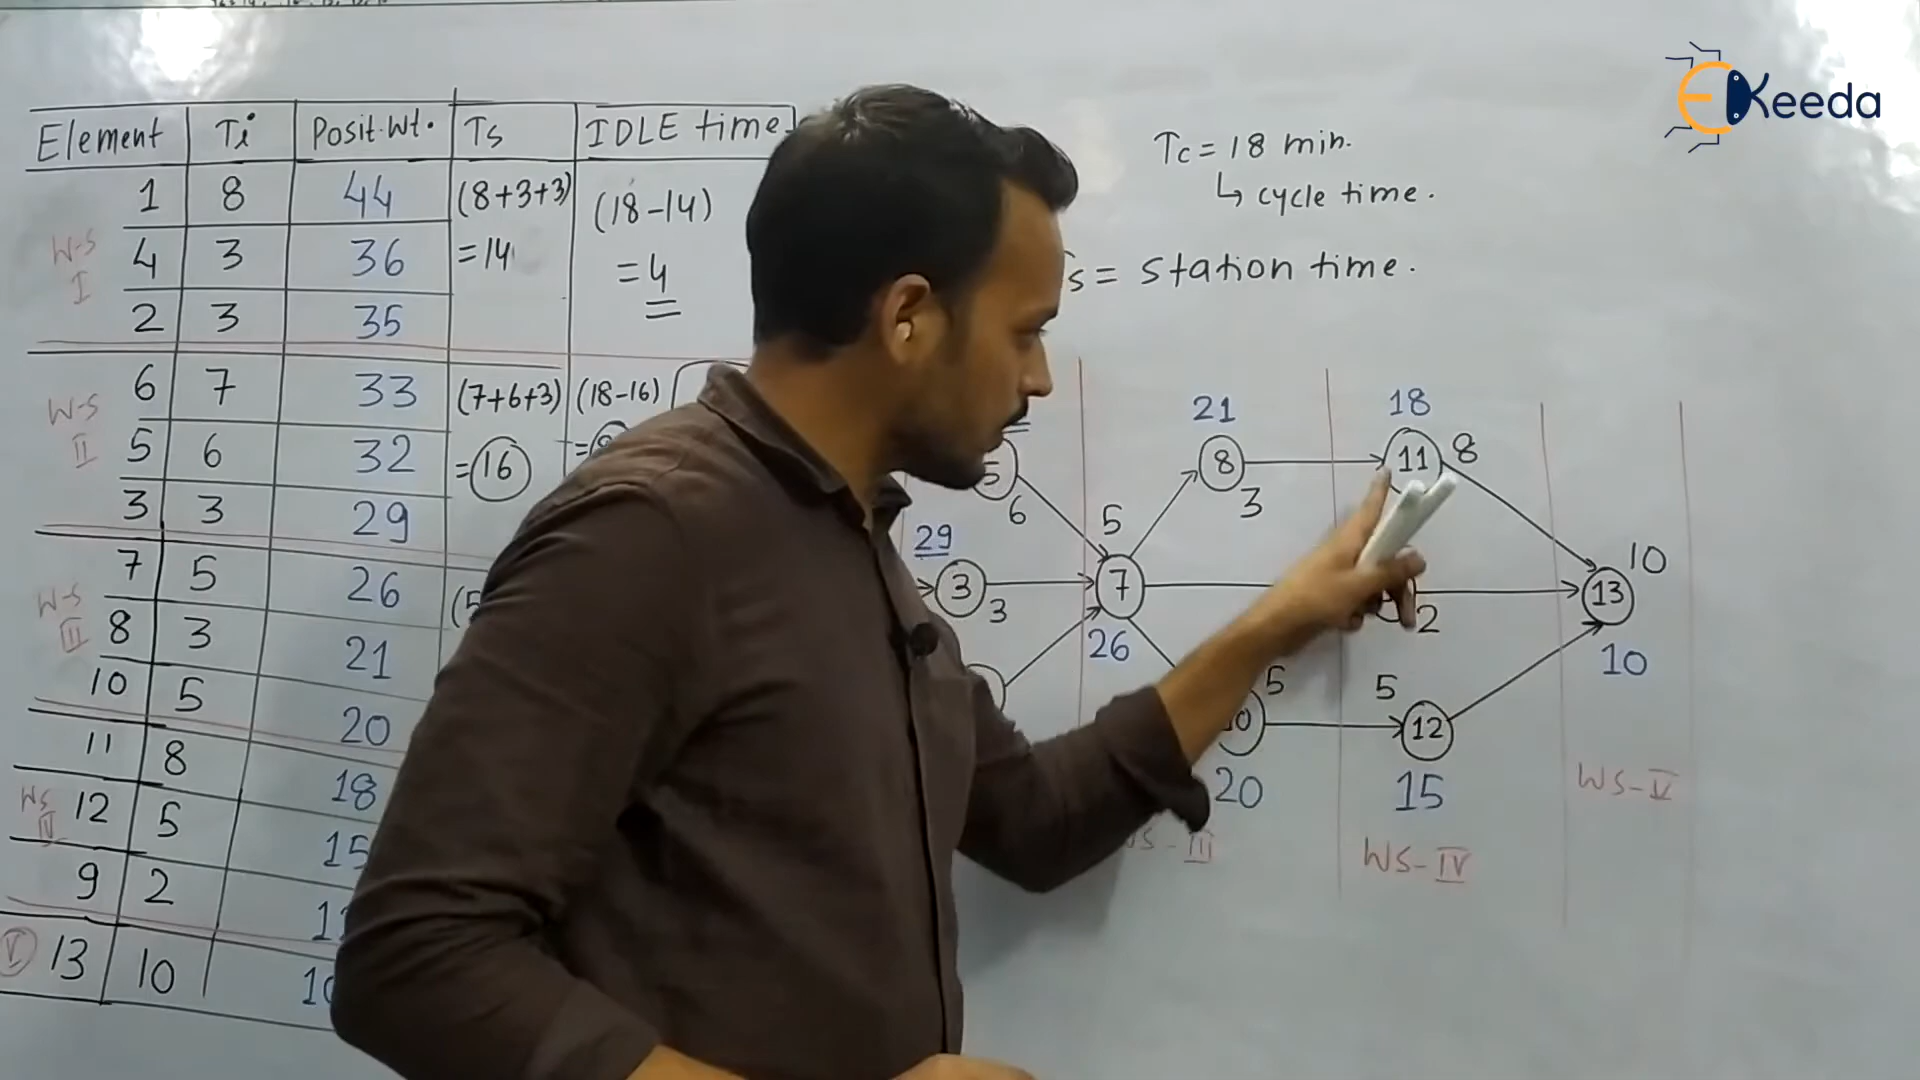 Keeda
Element Ti Posit. Wt. Ts IDLE time
W-S I
1 8 44 (8+3+3) (18-14)
4 3 36 =14 =4
2 3 35
W-S II
6 7 33 (7+6+3) (18-16)
5 6 32 =16 =
3 3 29
W-S III
7 5 26 (5
8 3 21
10 5 20
WS IV
11 8 18
12 5 15
9 2
V 13 10
Tc = 18 min.
↳ cycle time.
s = Station time.
21 18
5 8 11 8
6 3
29 5 10
3 3 7 13
26 2 10
5 5
12
20 15
WS-III WS-IV WS-V